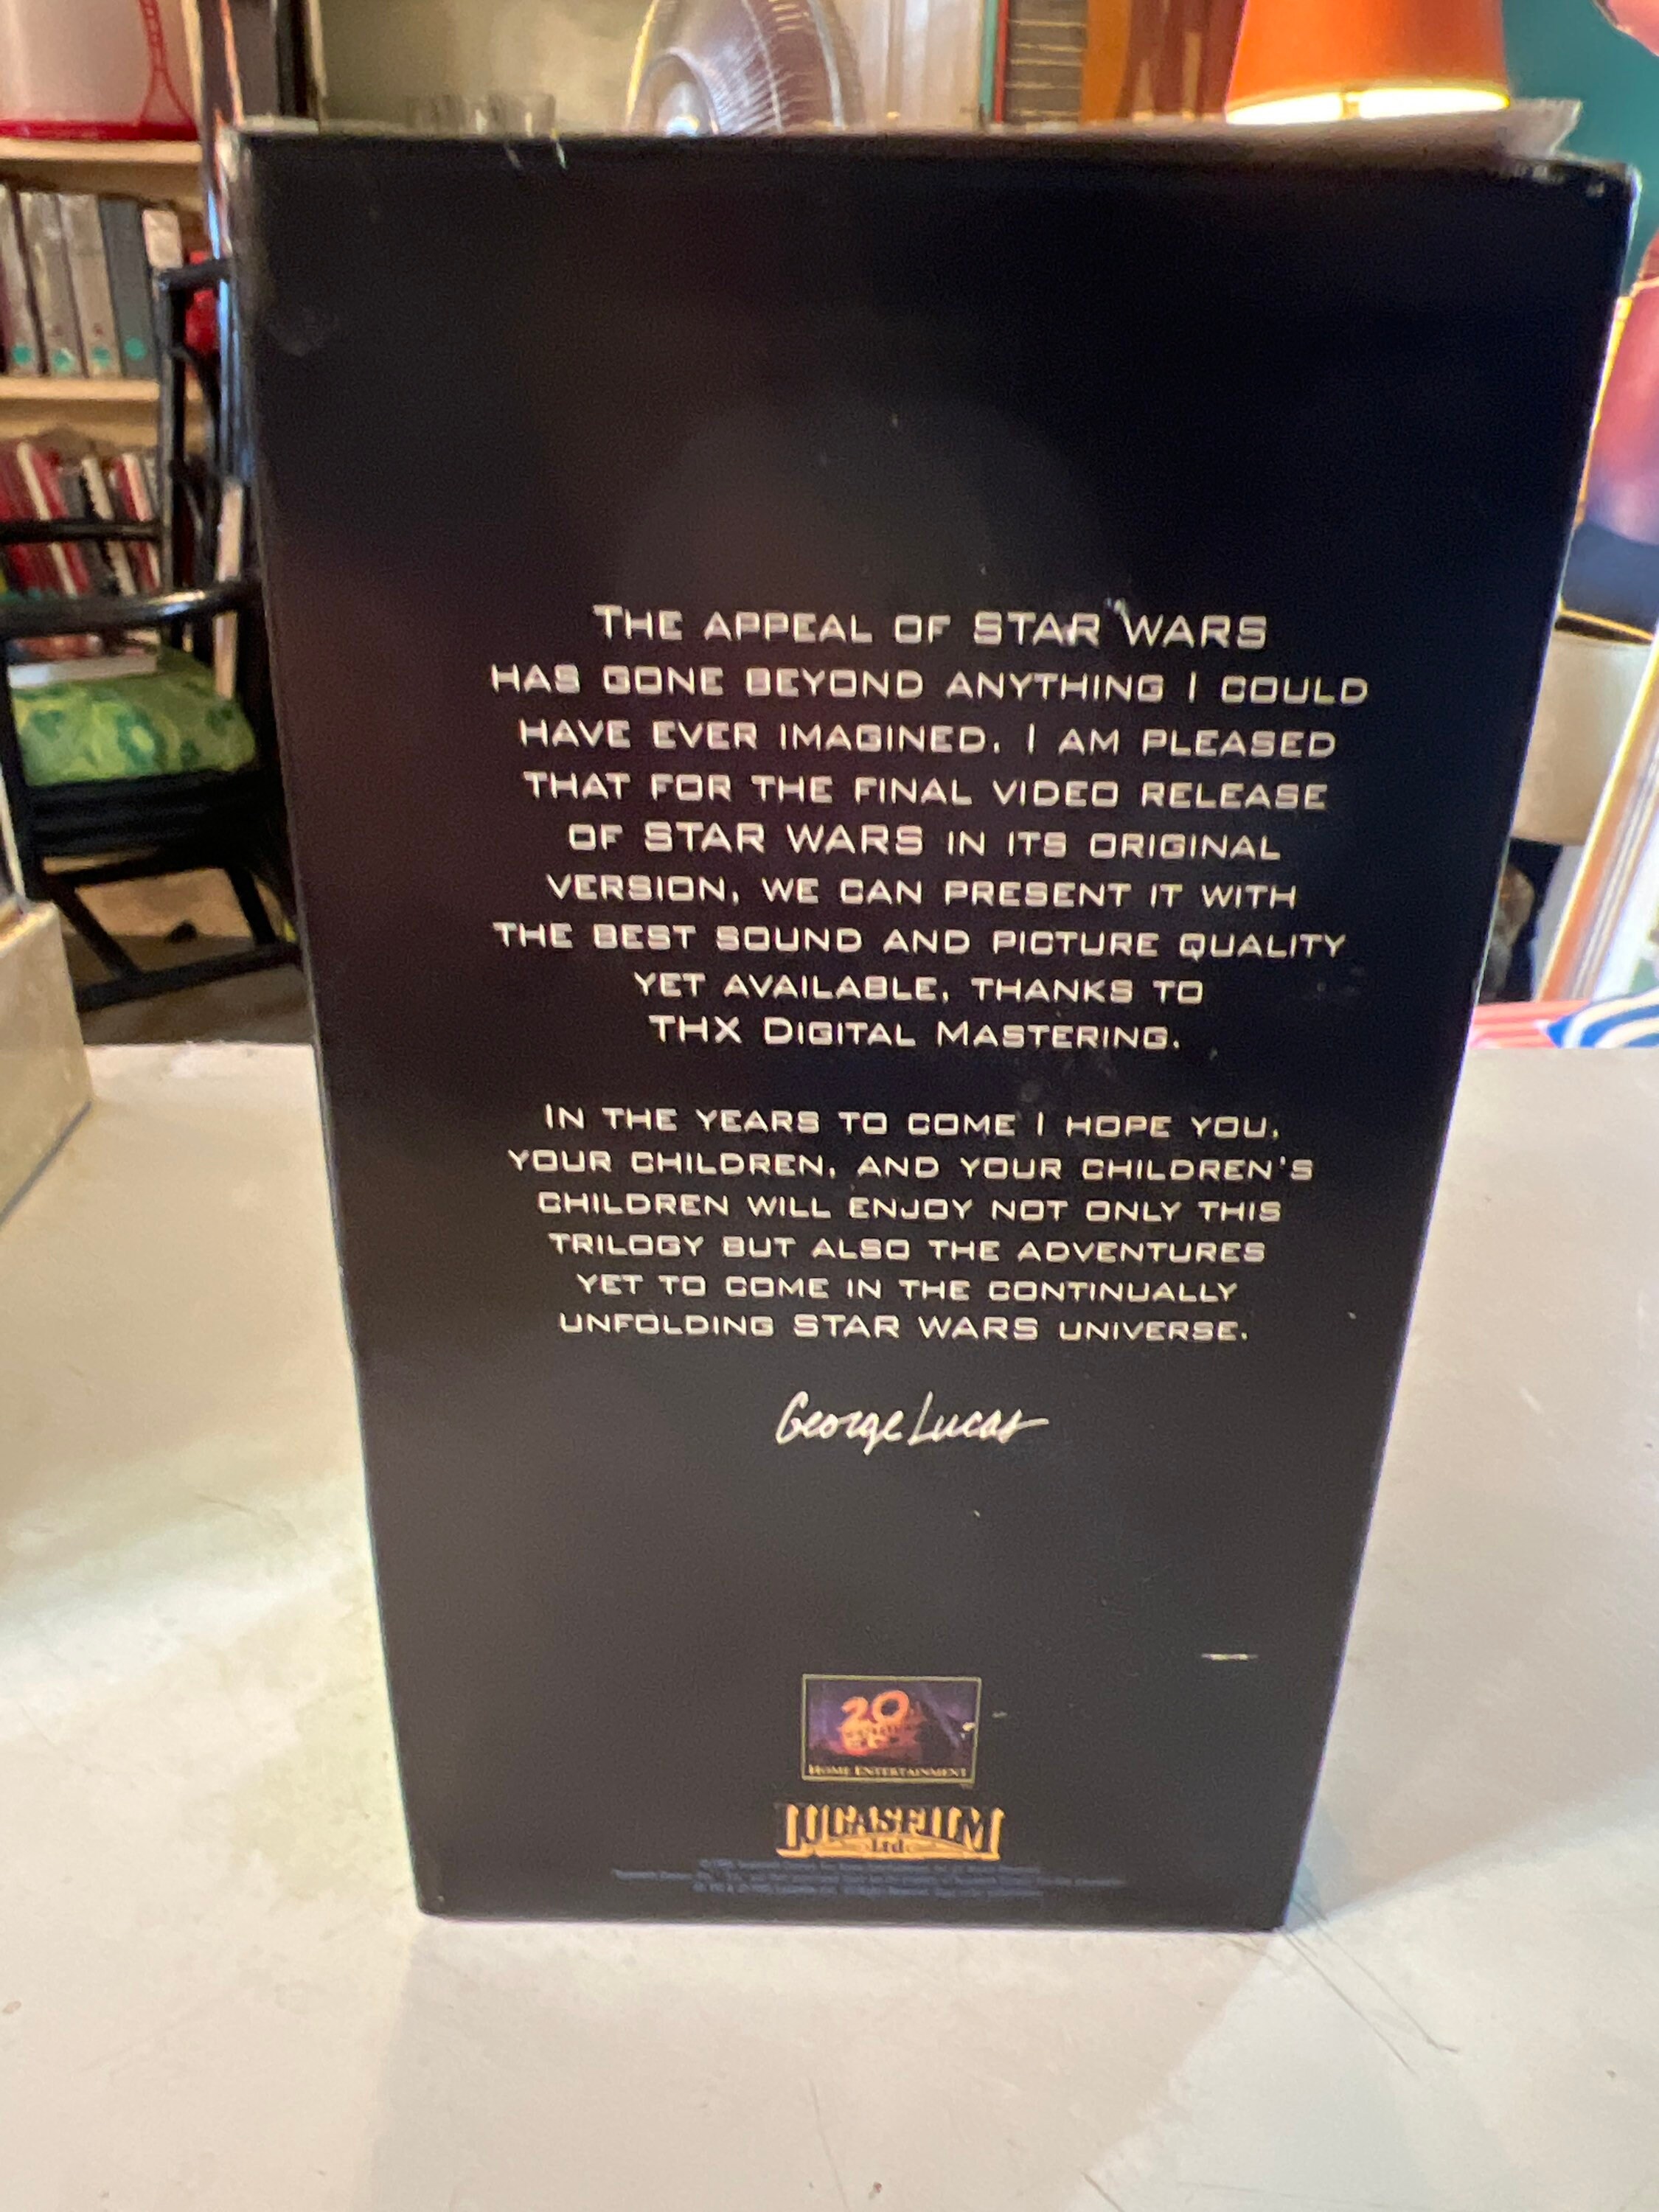 THE APPEAL OF STAR WARS
HAS GONE BEYOND ANYTHING I COULD
HAVE EVER IMAGINED. I AM PLEASED
THAT FOR THE FINAL VIDEO RELEASE
OF STAR WARS IN ITS ORIGINAL
VERSION, WE CAN PRESENT IT WITH
THE BEST SOUND AND PICTURE QUALITY
YET AVAILABLE, THANKS TO
THX DIGITAL MASTERING.
IN THE YEARS TO COME I HOPE YOU,
YOUR CHILDREN, AND YOUR CHILDREN'S
CHILDREN WILL ENJOY NOT ONLY THIS
TRILOGY BUT ALSO THE ADVENTURES
YET TO COME IN THE CONTINUALLY
UNFOLDING STAR WARS UNIVERSE.
George Lucas
20
HOME ENTERTAINMENT
LUCASFILM
Ltd